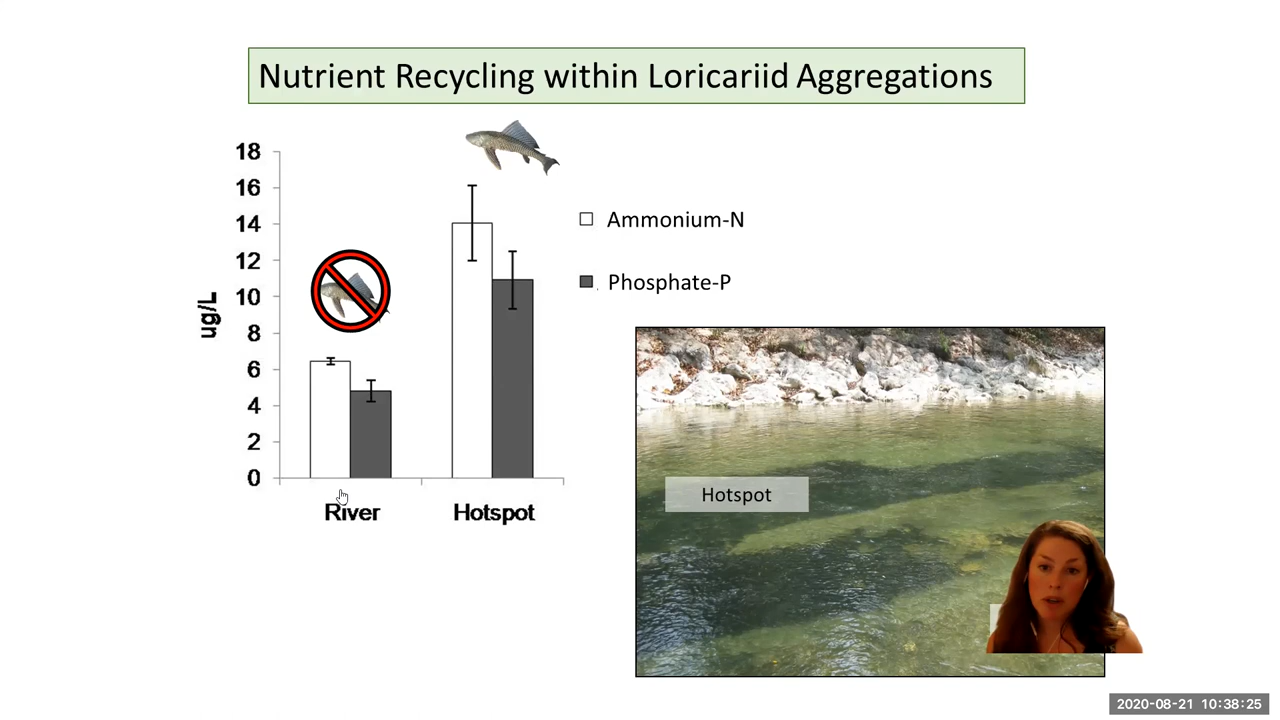 Nutrient Recycling within Loricariid Aggregations
18
16
14
12
10
8
6
4
2
0
ug/L
River
Hotspot
Ammonium-N
Phosphate-P
Hotspot
2020-08-21 10:38:25